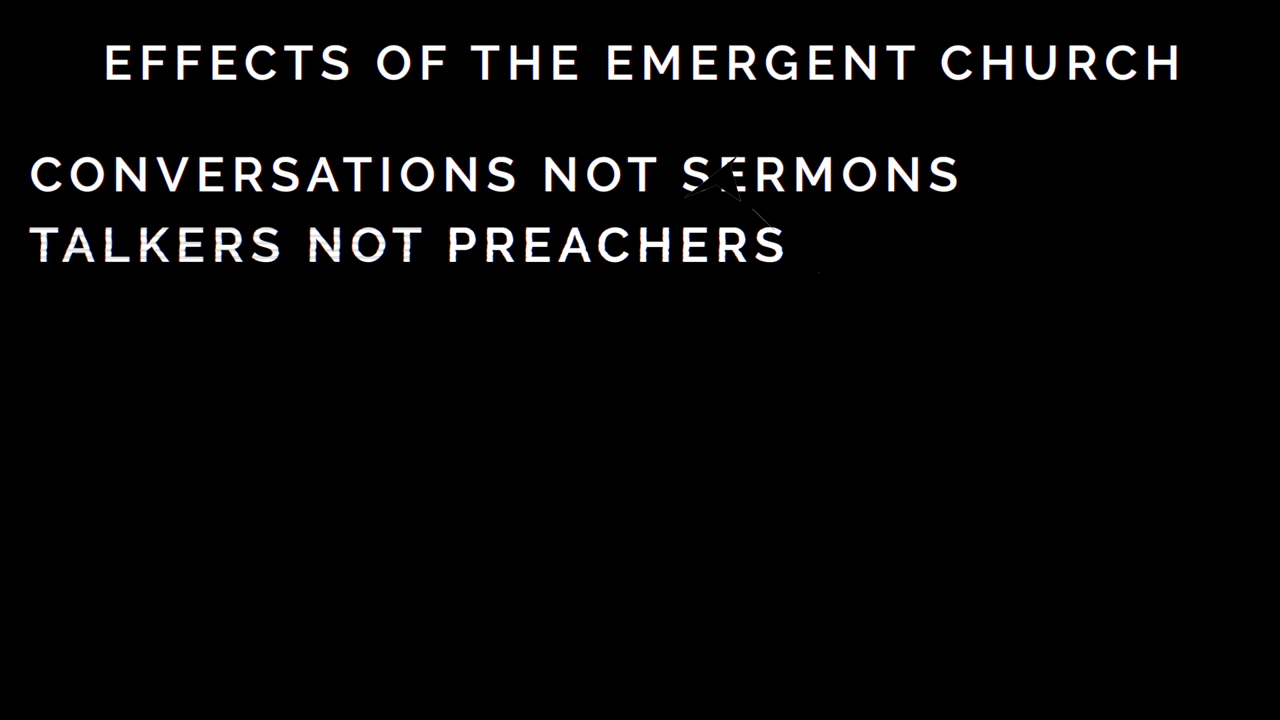 EFFECTS OF THE EMERGENT CHURCH
CONVERSATIONS NOT SERMONS
TALKERS NOT PREACHERS